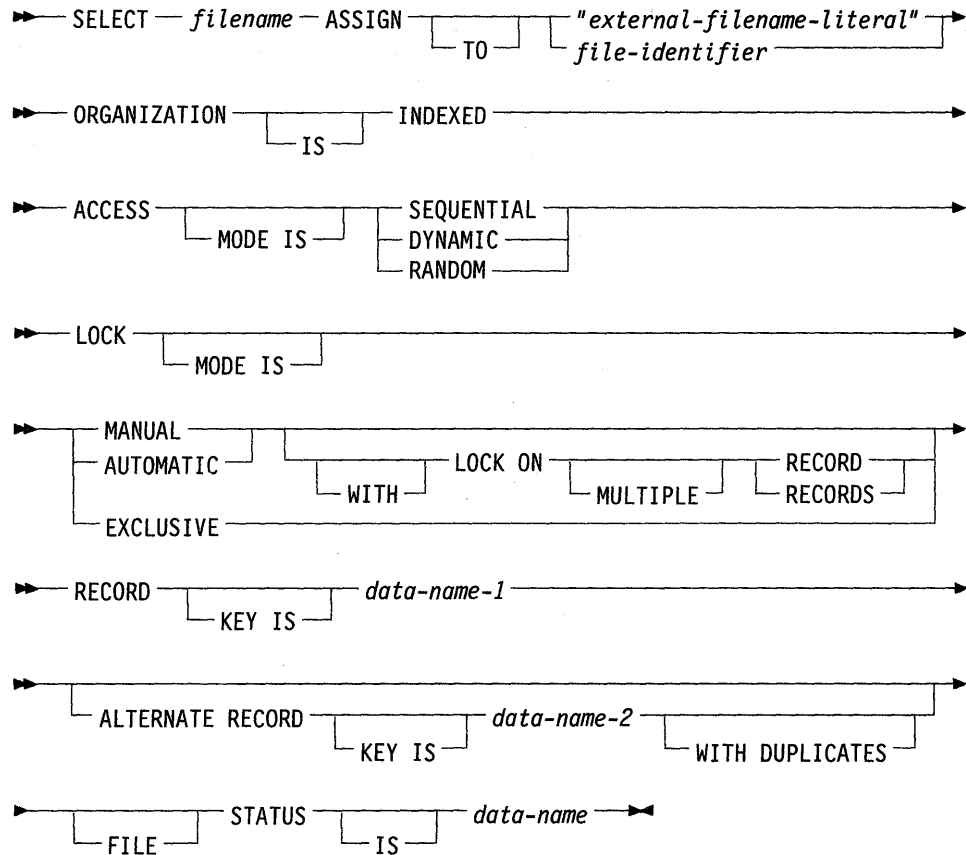 SELECT filename ASSIGN "external-filename-literal"
TO file-identifier
ORGANIZATION INDEXED
IS
ACCESS SEQUENTIAL
MODE IS DYNAMIC
RANDOM
LOCK
MODE IS
MANUAL
AUTOMATIC LOCK ON RECORD
WITH MULTIPLE RECORDS
EXCLUSIVE
RECORD data-name-1
KEY IS
ALTERNATE RECORD data-name-2
KEY IS WITH DUPLICATES
STATUS data-name
FILE IS